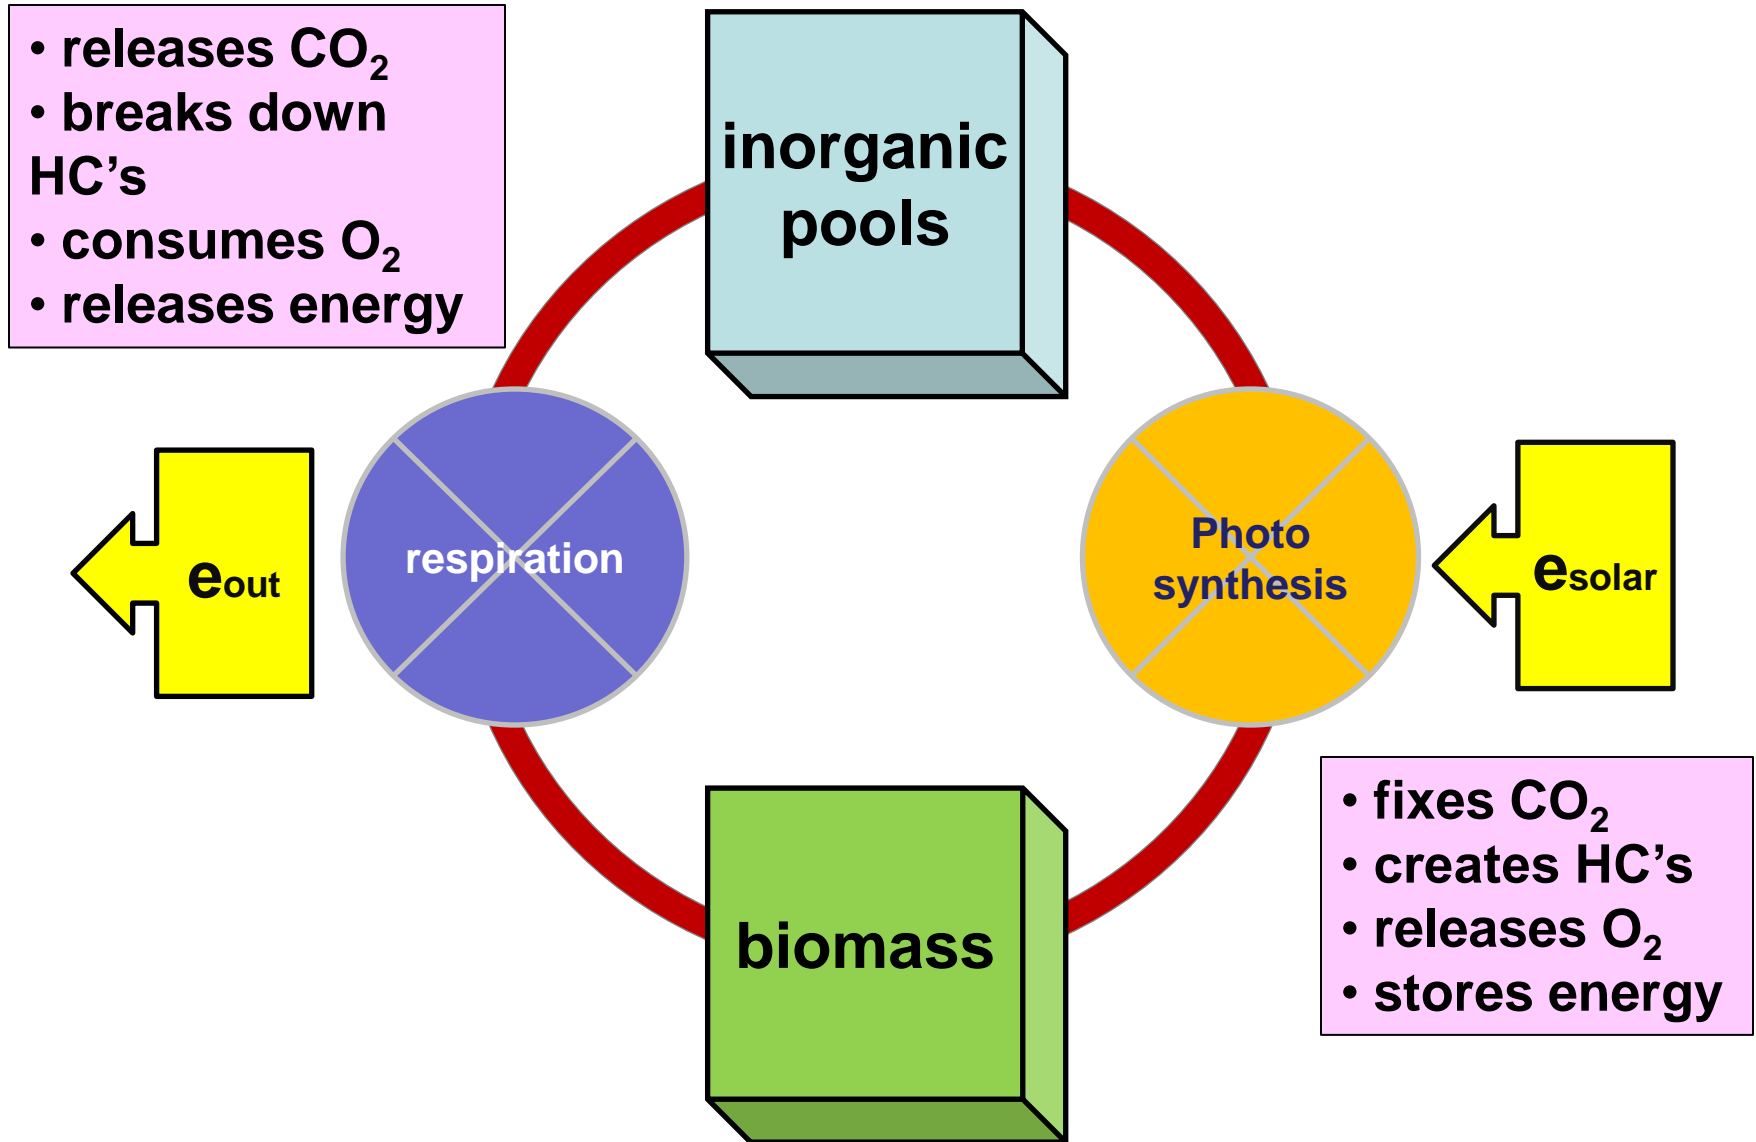 • releases CO₂
• breaks down
HC’s
• consumes O₂
• releases energy
inorganic
pools
eout
respiration
Photo
synthesis
esolar
biomass
• fixes CO₂
• creates HC’s
• releases O₂
• stores energy